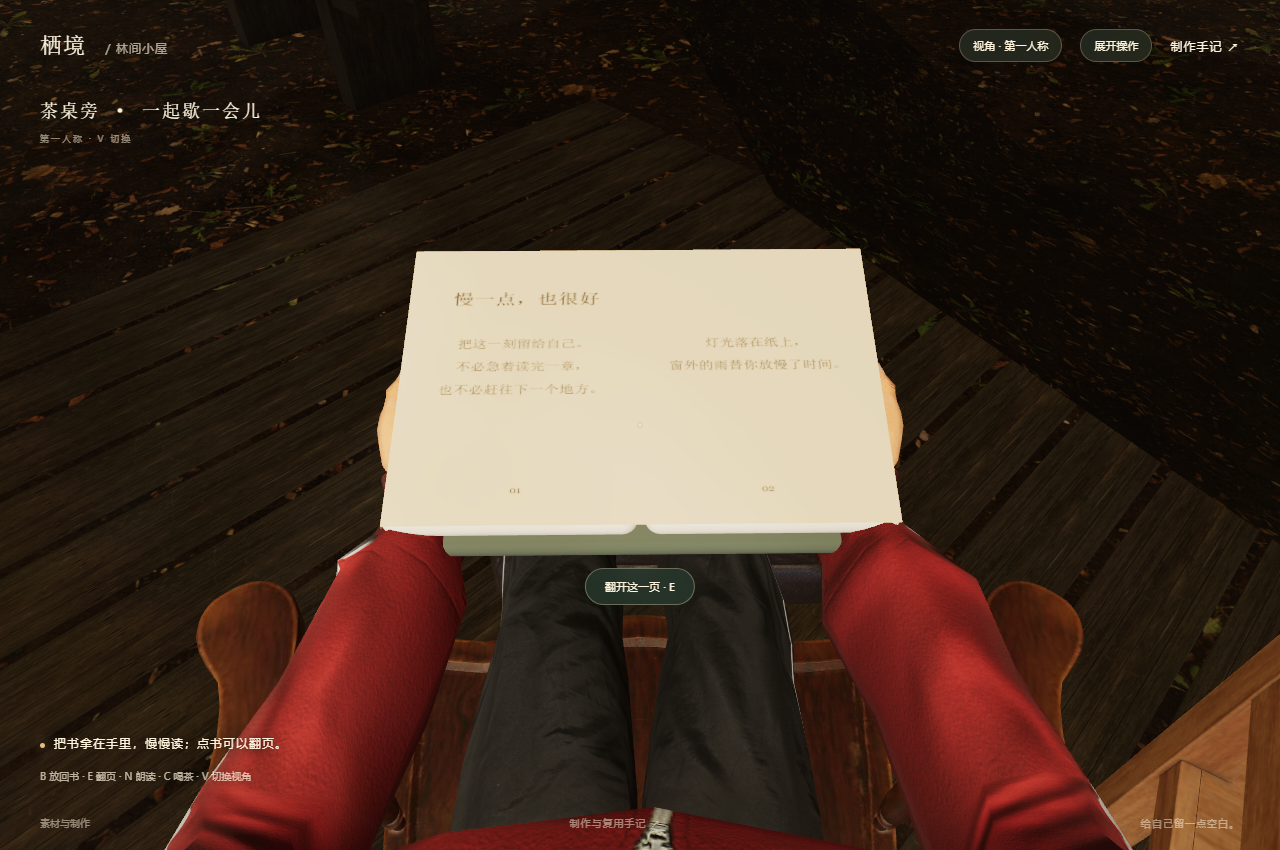 栖境 / 林间小屋
视角 · 第一人称
展开操作
制作手记 ↗
茶桌旁 • 一起歇一会儿
第一人称 · V 切换
慢一点，也很好
把这一刻留给自己。
不必急着读完一章，
也不必赶往下一个地方。
01
灯光落在纸上，
窗外的雨替你放慢了时间。
02
翻开这一页 · E
把书拿在手里，慢慢读；点书可以翻页。
B 放回书 · E 翻页 · N 朗读 · C 喝茶 · V 切换视角
素材与制作
制作与复用手记 ↗
给自己留一点空白。